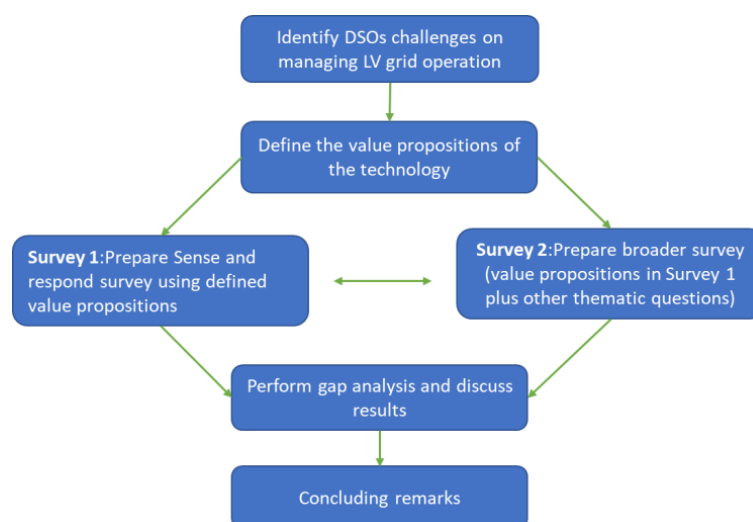 Identify DSOs challenges on
managing LV grid operation
Define the value propositions of
the technology
Survey 1:Prepare Sense and
respond survey using defined
value propositions
Survey 2:Prepare broader survey
(value propositions in Survey 1
plus other thematic questions)
Perform gap analysis and discuss
results
Concluding remarks